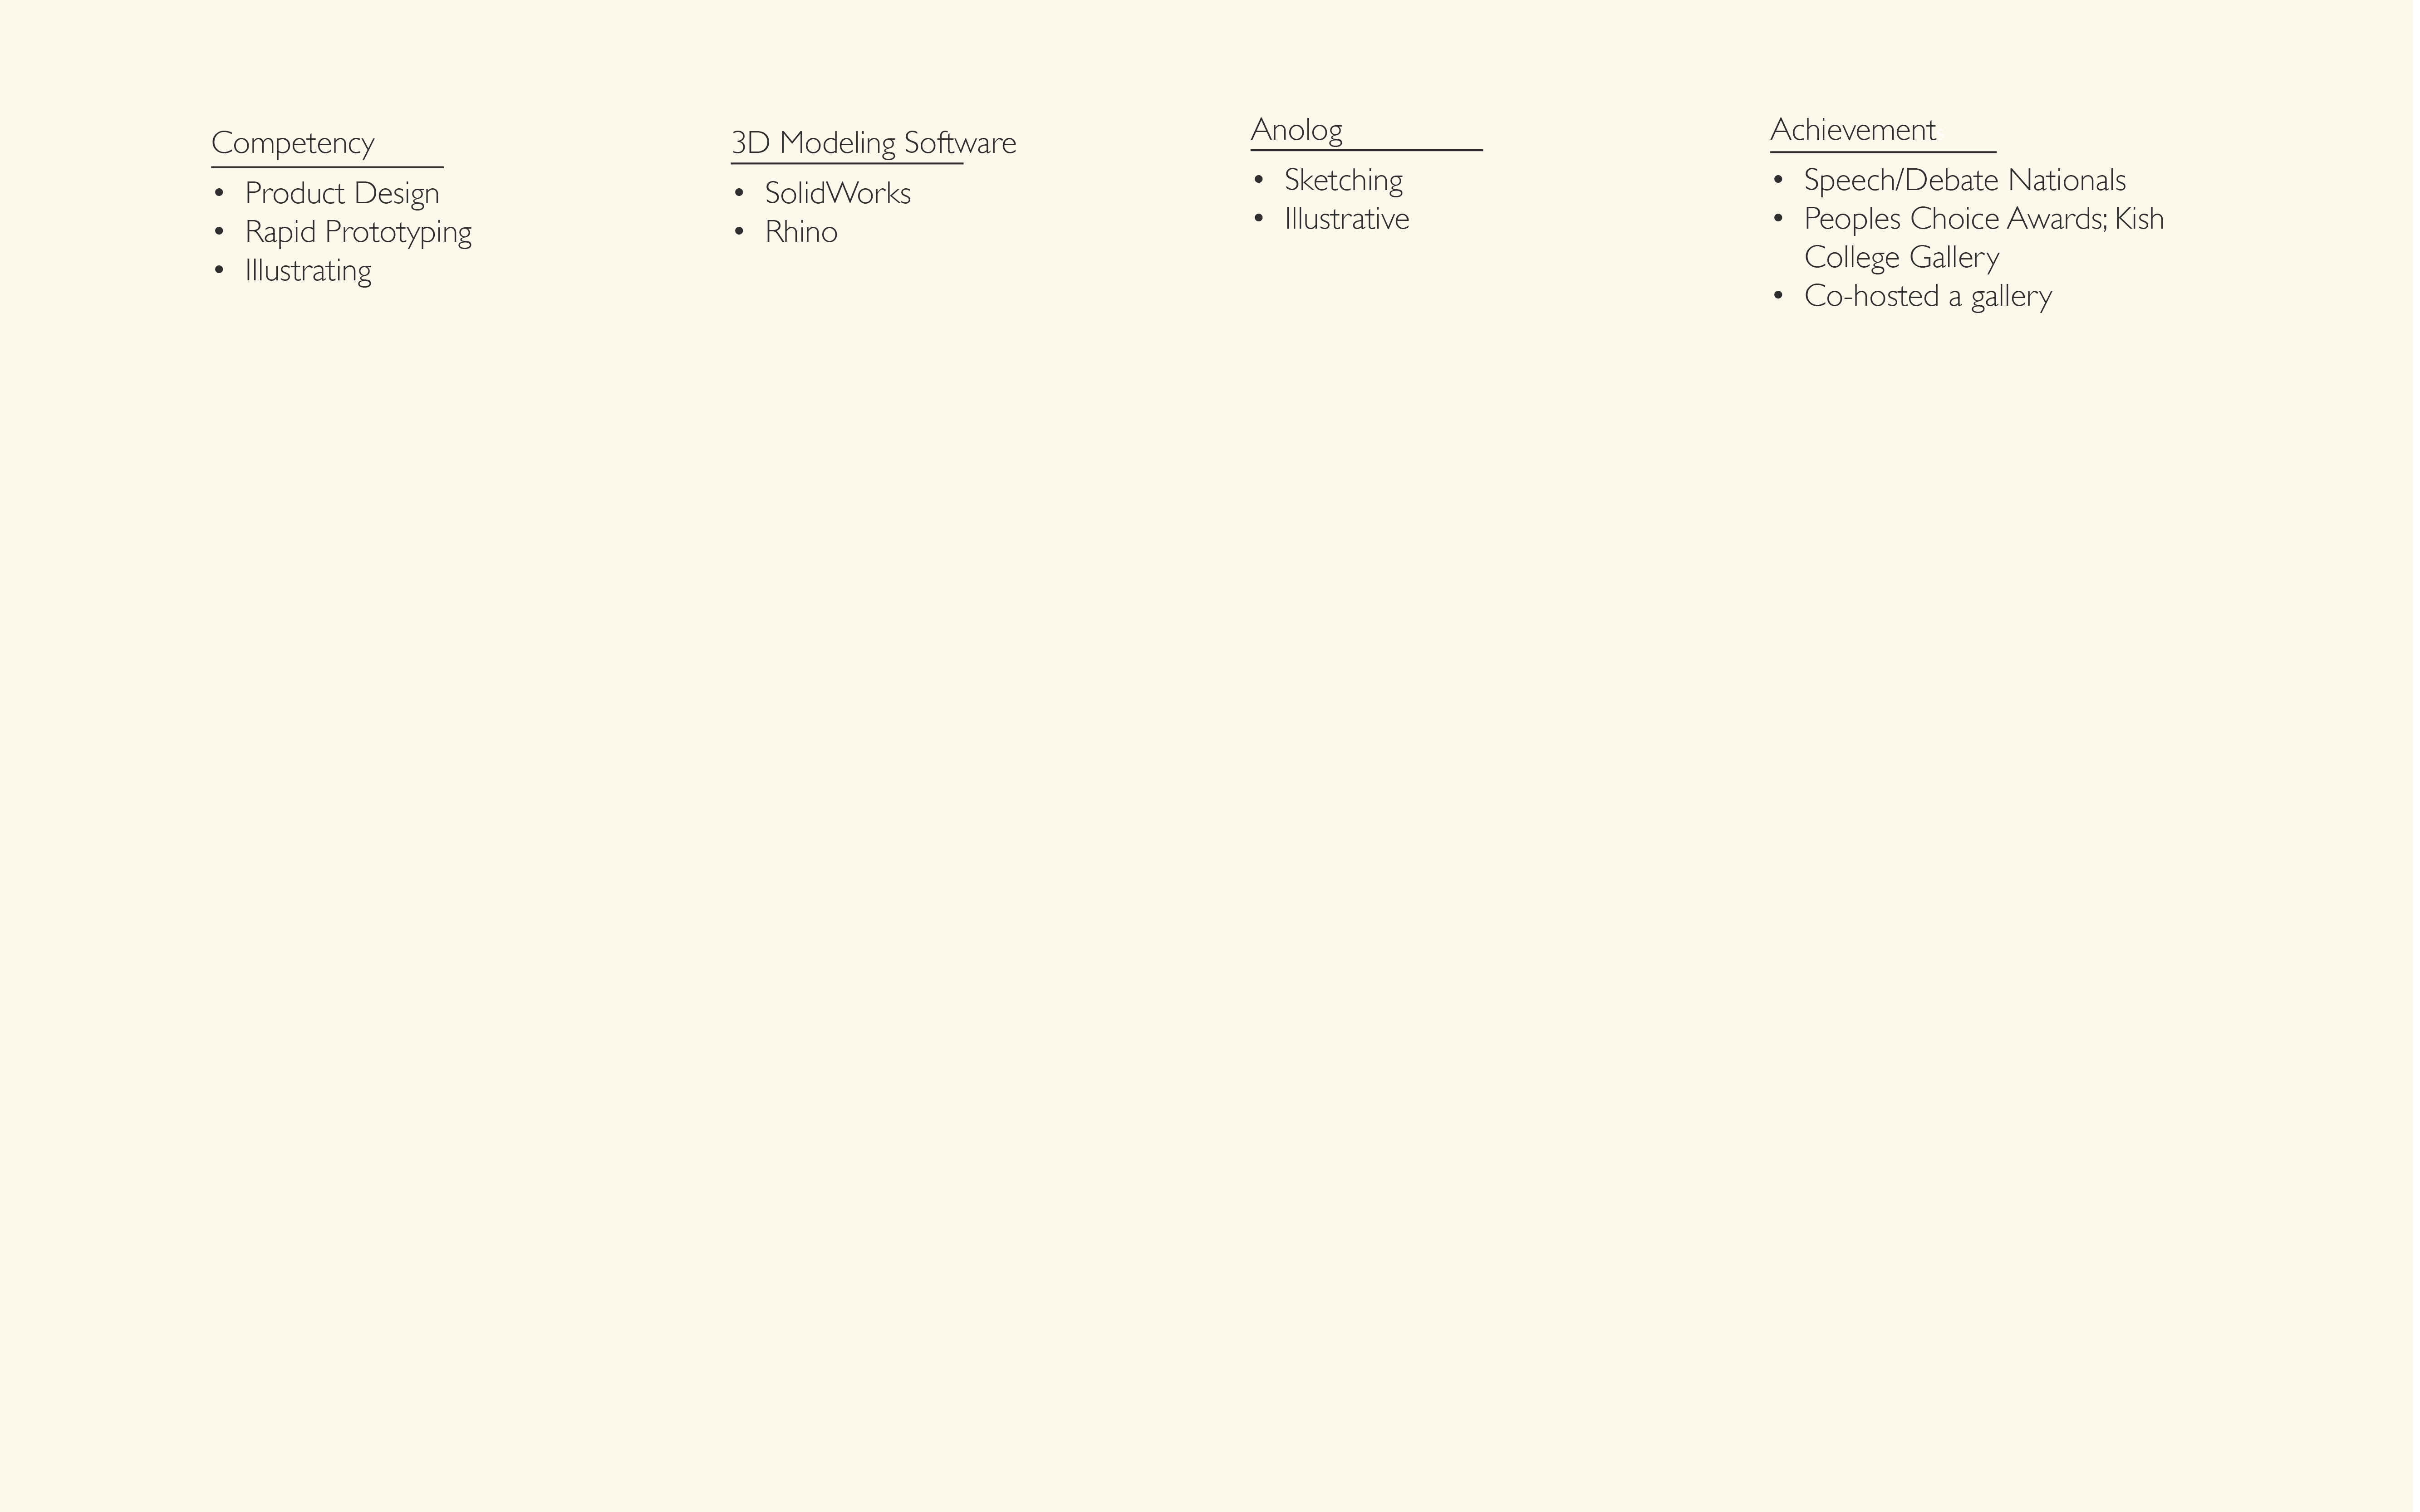 Competency
• Product Design
• Rapid Prototyping
• Illustrating
3D Modeling Software
• SolidWorks
• Rhino
Anolog
• Sketching
• Illustrative
Achievement
• Speech/Debate Nationals
• Peoples Choice Awards; Kish
College Gallery
• Co-hosted a gallery